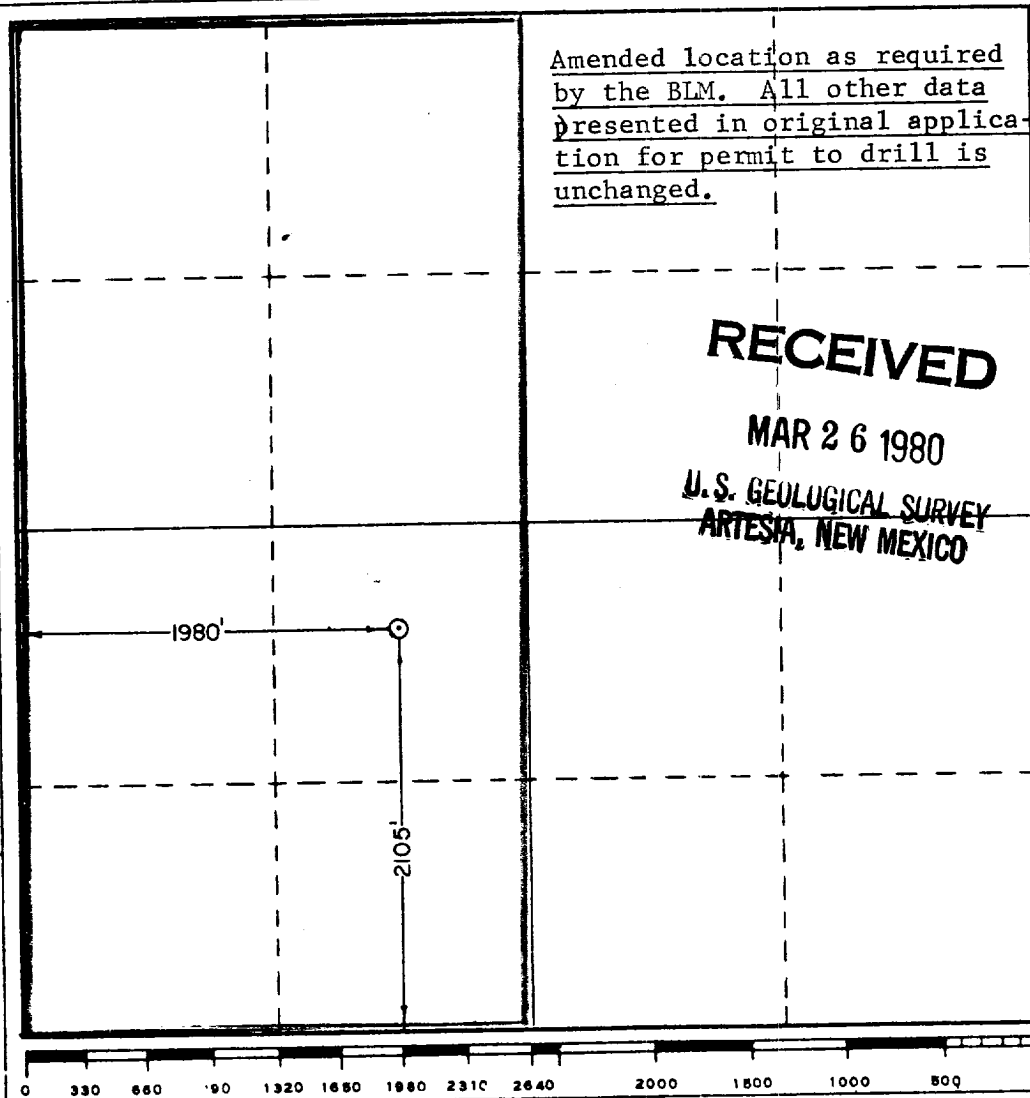 Amended location as required
by the BLM. All other data
presented in original applica-
tion for permit to drill is
unchanged.
RECEIVED
MAR 26 1980
U.S. GEOLOGICAL SURVEY
ARTESIA, NEW MEXICO
1980'
2105'
0 330 660 '90 1320 1650 1980 2310 2640 2000 1500 1000 500